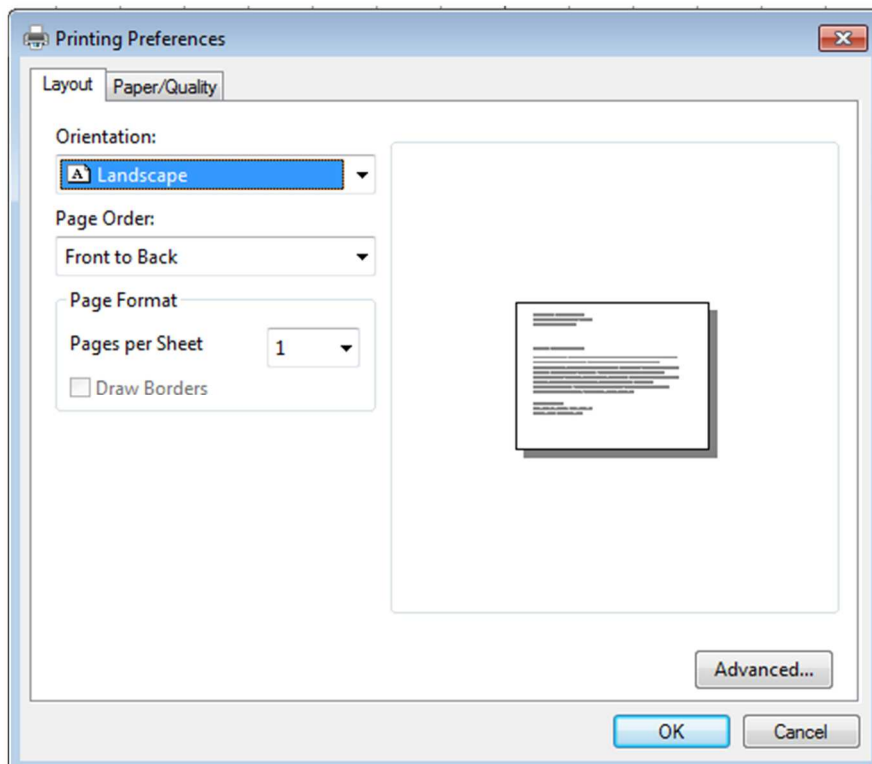 Printing Preferences
Layout Paper/Quality
Orientation:
A Landscape
Page Order:
Front to Back
Page Format
Pages per Sheet 1
Draw Borders
Advanced...
OK Cancel